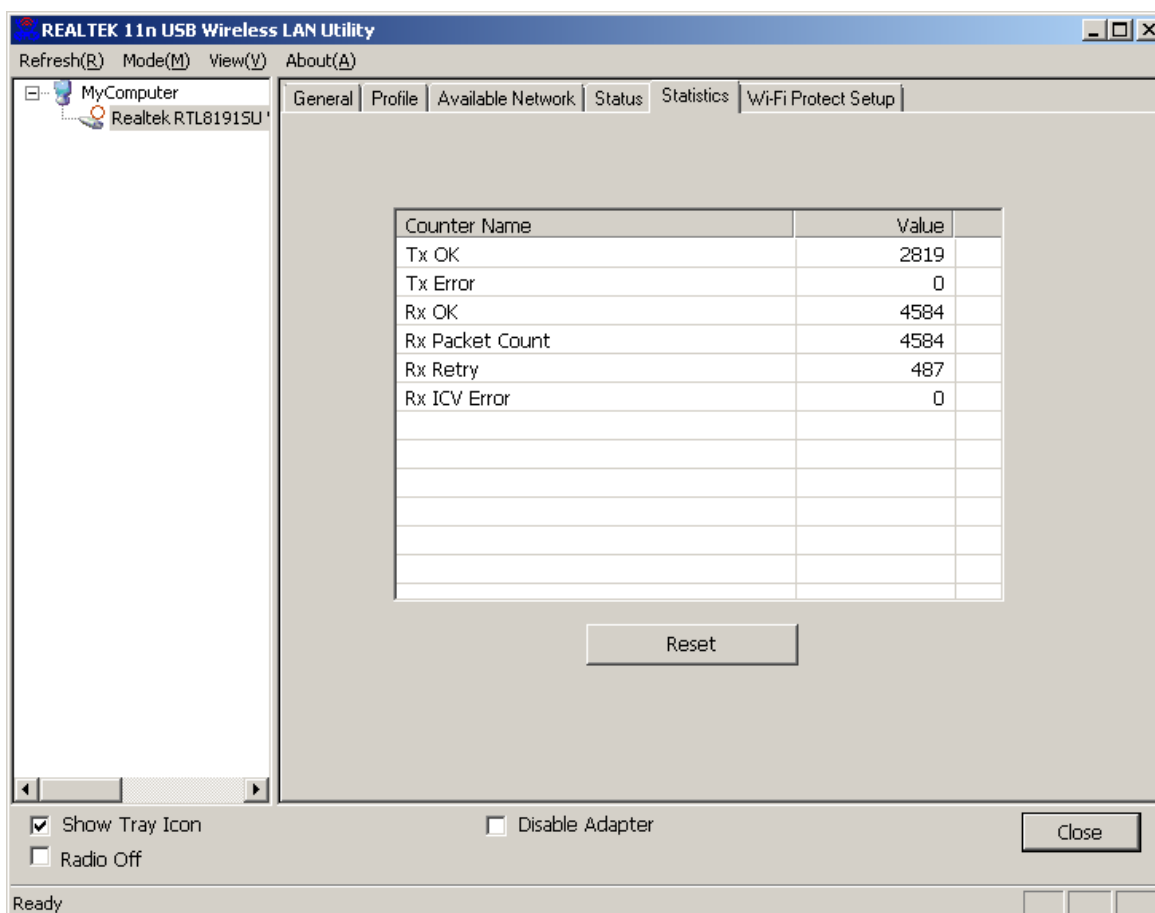 REALTEK 11n USB Wireless LAN Utility
Refresh(R) Mode(M) View(V) About(A)
MyComputer
Realtek RTL8191SU
General Profile Available Network Status Statistics Wi-Fi Protect Setup
Counter Name Value
Tx OK 2819
Tx Error 0
Rx OK 4584
Rx Packet Count 4584
Rx Retry 487
Rx ICV Error 0
Reset
Show Tray Icon Disable Adapter Close
Radio Off
Ready